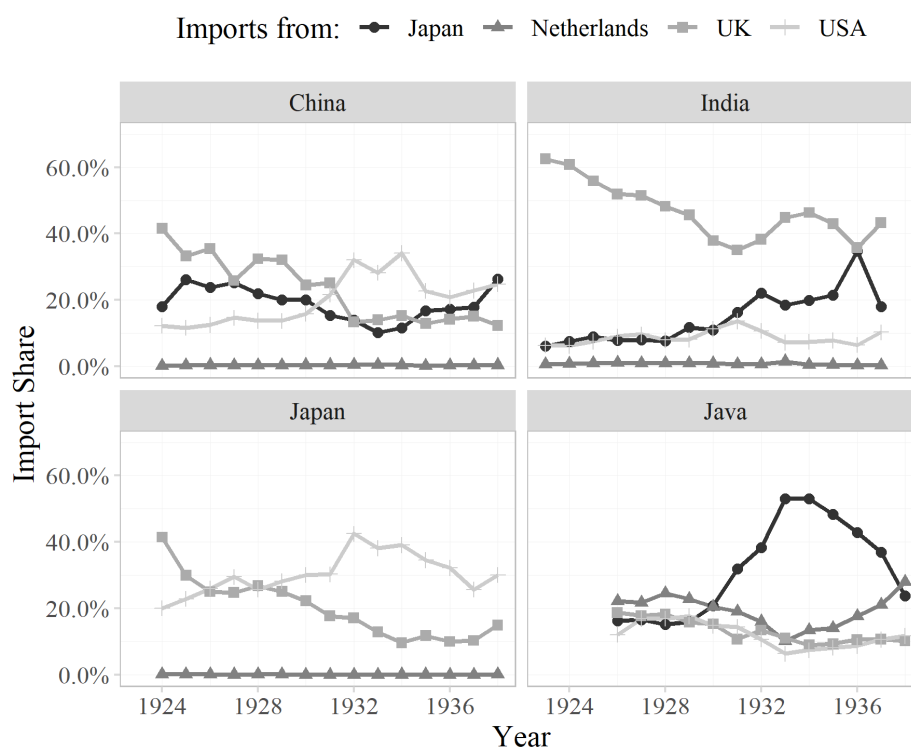 Imports from: Japan Netherlands UK USA
China India
60.0%
40.0%
20.0%
0.0%
Import Share
Japan Java
60.0%
40.0%
20.0%
0.0%
1924 1928 1932 1936 1924 1928 1932 1936
Year